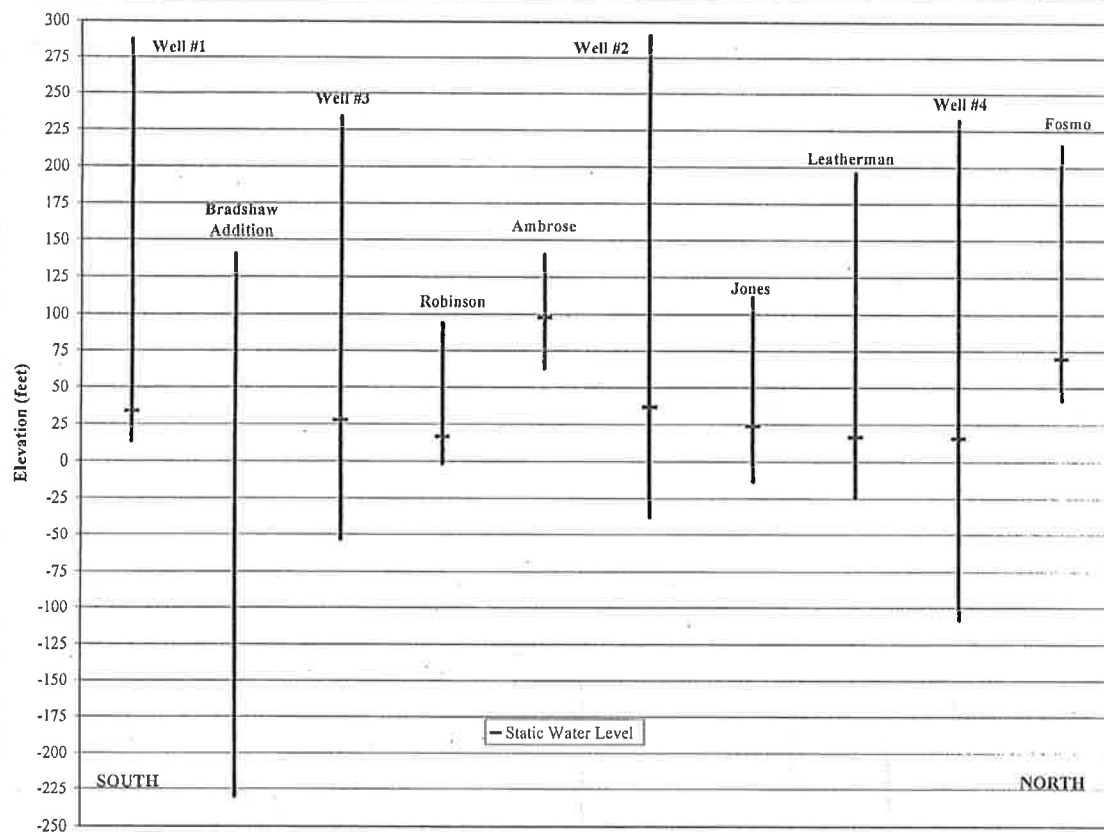 300
275
250
225
200
175
150
125
100
75
50
25
0
-25
-50
-75
-100
-125
-150
-175
-200
-225
-250
Elevation (feet)
Well #1
Bradshaw
Addition
Well #3
Robinson
Ambrose
Well #2
Jones
Leatherman
Well #4
Fosmo
Static Water Level
SOUTH
NORTH